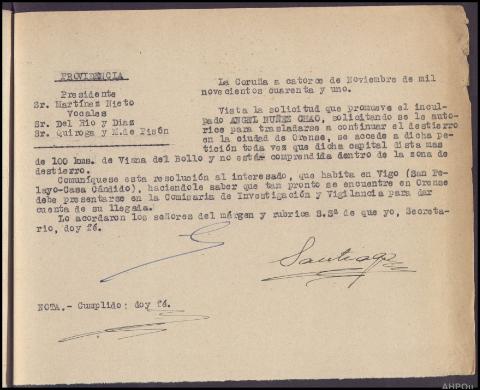 PROVIDENCIA
Presidente
Sr. Martínez Nieto
Vocales
Sr. Del Rio y Diaz
Sr. Quiroga y M. de Pisón
La Coruña a catorce de Noviembre de mil
novecientos cuarenta y uno.
Vista la solicitud que promueve el incul-
pado ANGEL NUÑEZ CHAO, solicitando se le auto-
rice para trasladarse a continuar el destierro
en la ciudad de Orense, se accede a dicha pe-
tición toda vez que dicha capital dista mas
de 100 kms. de Viana del Bollo y no está comprendida dentro de la zona de
destierro.
Comuníquese esta resolución al interesado, que habita en Vigo (San Pe-
layo-Casa Cándido), haciendole saber que tan pronto se encuentre en Orense
debe presentarse en la Comisaria de Investigación y Vigilancia para dar
cuenta de su llegada.
Lo acordaron los señores del márgen y rubrica S.Sª de que yo, Secreta-
rio, doy fé.
Santiago
NOTA.- Cumplido; doy fé.
AHPOu